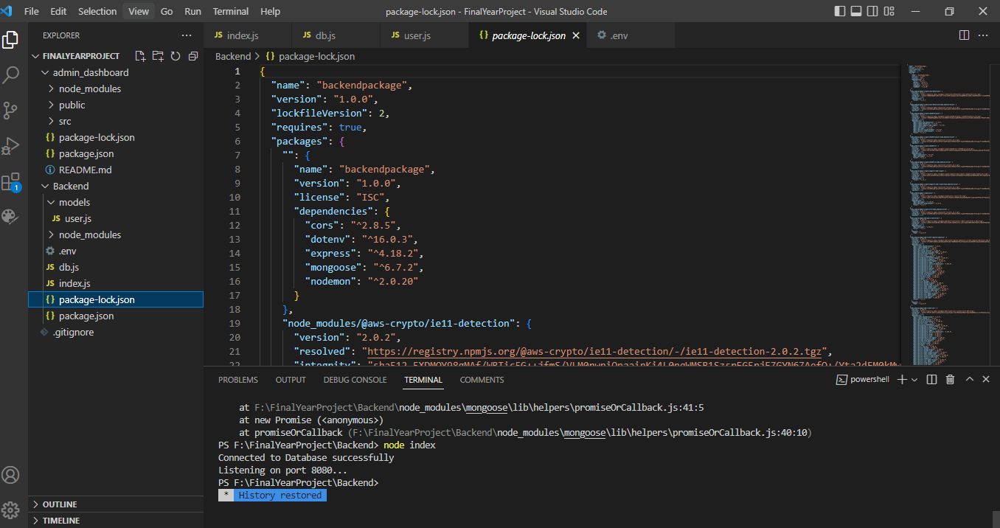 File Edit Selection View Go Run Terminal Help
package-lock.json - FinalYearProject - Visual Studio Code
EXPLORER
FINALYEARPROJECT
admin_dashboard
node_modules
public
src
package-lock.json
package.json
README.md
Backend
models
user.js
node_modules
.env
db.js
index.js
package-lock.json
package.json
.gitignore
OUTLINE
TIMELINE
1
JS index.js
JS db.js
JS user.js
{} package-lock.json
.env
Backend > {} package-lock.json
1 {
2 "name": "backendpackage",
3 "version": "1.0.0",
4 "lockfileVersion": 2,
5 "requires": true,
6 "packages": {
7 "": {
8 "name": "backendpackage",
9 "version": "1.0.0",
10 "license": "ISC",
11 "dependencies": {
12 "cors": "^2.8.5",
13 "dotenv": "^16.0.3",
14 "express": "^4.18.2",
15 "mongoose": "^6.7.2",
16 "nodemon": "^2.0.20"
17 }
18 },
19 "node_modules/@aws-crypto/ie11-detection": {
20 "version": "2.0.2",
21 "resolved": "https://registry.npmjs.org/@aws-crypto/ie11-detection/-/ie11-detection-2.0.2.tgz",
22 "integrity":
PROBLEMS OUTPUT DEBUG CONSOLE TERMINAL COMMENTS
powershell
at F:\FinalYearProject\Backend\node_modules\mongoose\lib\helpers\promiseOrCallback.js:41:5
at new Promise (<anonymous>)
at promiseOrCallback (F:\FinalYearProject\Backend\node_modules\mongoose\lib\helpers\promiseOrCallback.js:40:10)
PS F:\FinalYearProject\Backend> node index
Connected to Database successfully
Listening on port 8080...
PS F:\FinalYearProject\Backend>
* History restored